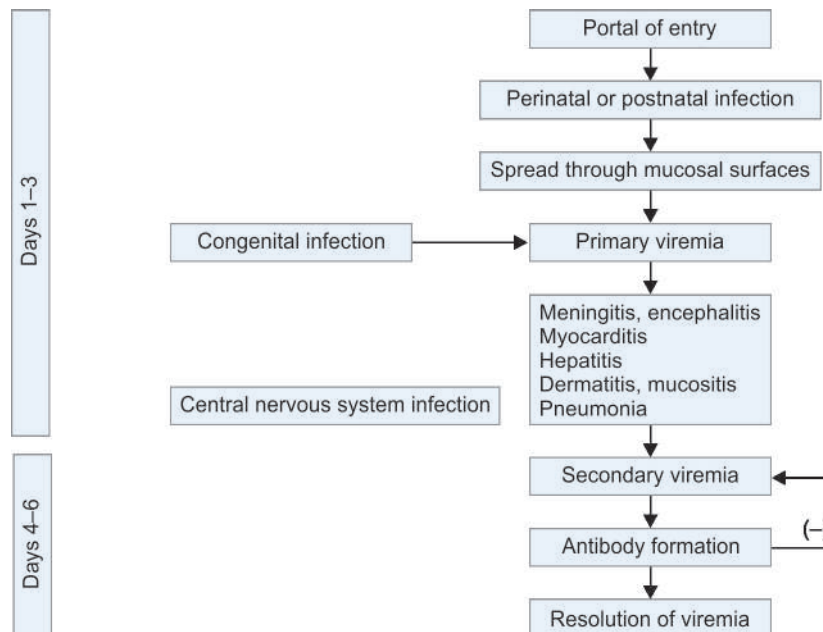 Days 1–3
Portal of entry
Perinatal or postnatal infection
Spread through mucosal surfaces
Congenital infection
Primary viremia
Meningitis, encephalitis
Myocarditis
Hepatitis
Dermatitis, mucositis
Pneumonia
Central nervous system infection
Days 4–6
Secondary viremia
(–
Antibody formation
Resolution of viremia